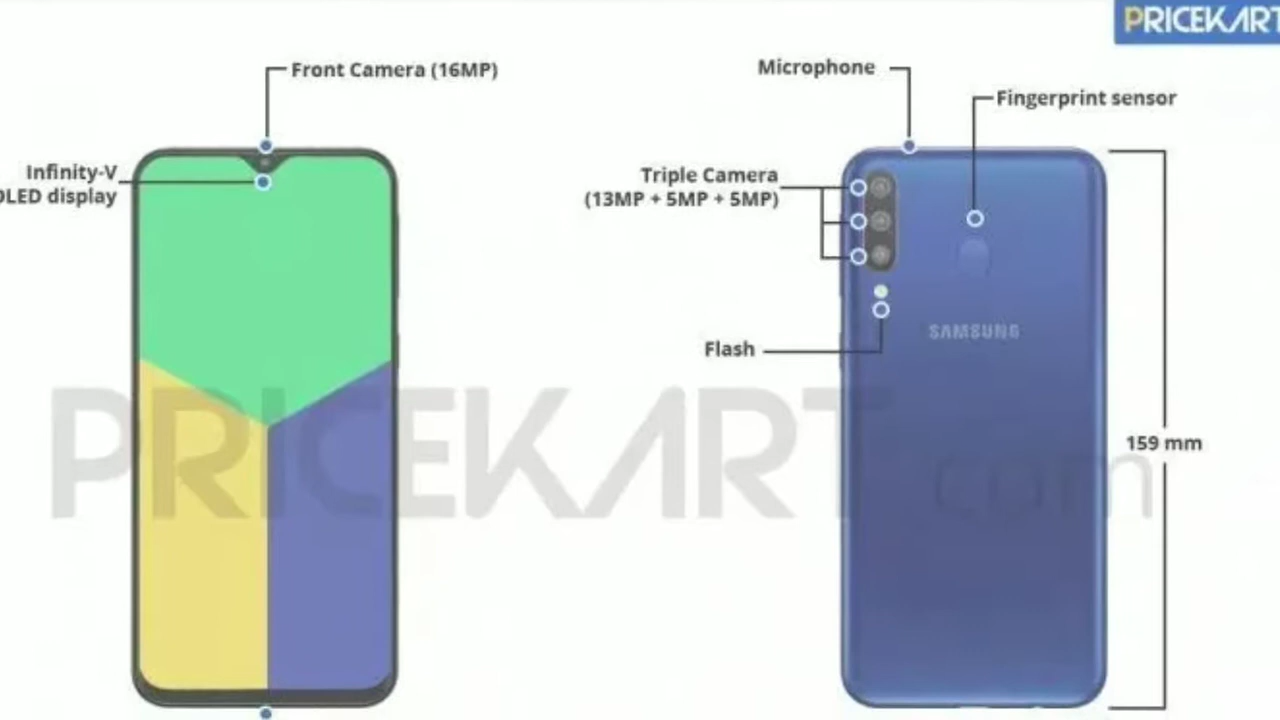 PRICEKART
Front Camera (16MP)
Microphone
Fingerprint sensor
Infinity-V
OLED display
Triple Camera
(13MP + 5MP + 5MP)
SAMSUNG
Flash
PRICEKART
.com
159 mm